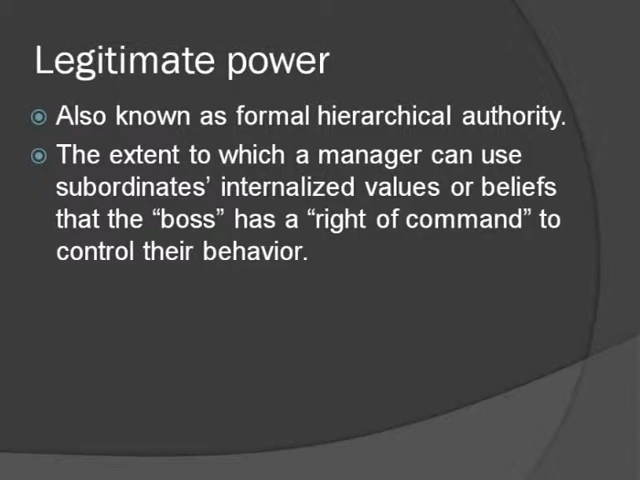 Legitimate power
Also known as formal hierarchical authority.
The extent to which a manager can use
subordinates’ internalized values or beliefs
that the “boss” has a “right of command” to
control their behavior.